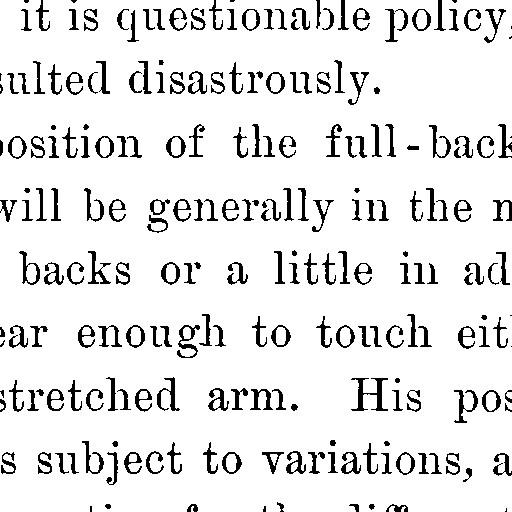 it is questionable policy,
sulted disastrously.
position of the full-back
will be generally in the
backs or a little in ad
ear enough to touch eit
stretched arm. His pos
s subject to variations, a